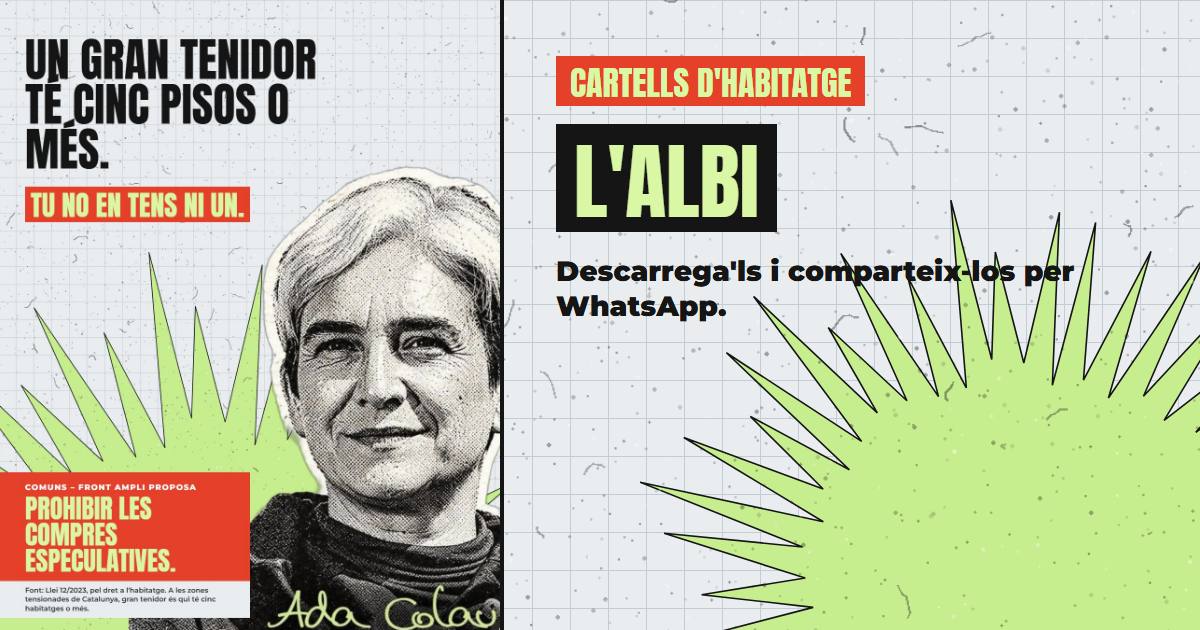 UN GRAN TENIDOR
TÉ CINC PISOS O
MÉS.
TU NO EN TENS NI UN.
COMUNS – FRONT AMPLI PROPOSA
PROHIBIR LES
COMPRES
ESPECULATIVES.
Font: Llei 12/2023, pel dret a l'habitatge. A les zones
tensionades de Catalunya, gran tenidor és qui té cinc
habitatges o més.
Ada Colau
CARTELLS D'HABITATGE
L'ALBI
Descarrega'ls i comparteix-los per
WhatsApp.